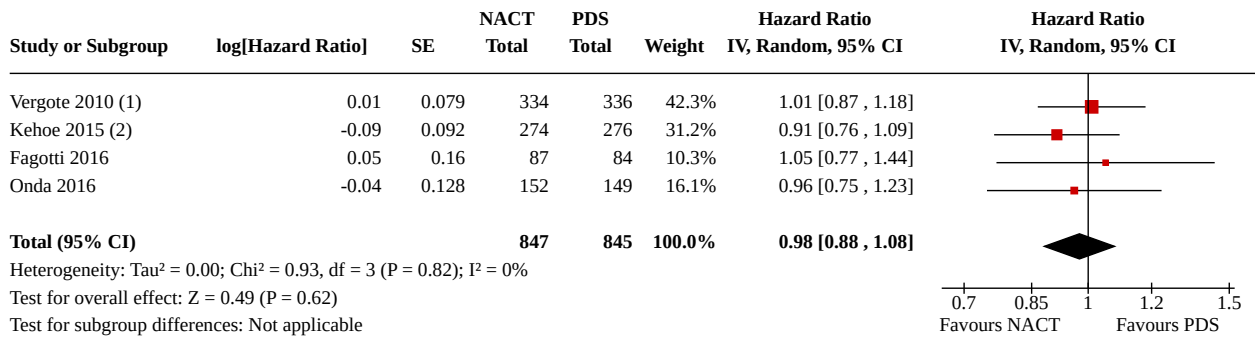 NACT PDS Hazard Ratio Hazard Ratio
Study or Subgroup log[Hazard Ratio] SE Total Total Weight IV, Random, 95% CI IV, Random, 95% CI
Vergote 2010 (1) 0.01 0.079 334 336 42.3% 1.01 [0.87 , 1.18]
Kehoe 2015 (2) -0.09 0.092 274 276 31.2% 0.91 [0.76 , 1.09]
Fagotti 2016 0.05 0.16 87 84 10.3% 1.05 [0.77 , 1.44]
Onda 2016 -0.04 0.128 152 149 16.1% 0.96 [0.75 , 1.23]
Total (95% CI) 847 845 100.0% 0.98 [0.88 , 1.08]
Heterogeneity: Tau² = 0.00; Chi² = 0.93, df = 3 (P = 0.82); I² = 0%
Test for overall effect: Z = 0.49 (P = 0.62)
0.7 0.85 1 1.2 1.5
Test for subgroup differences: Not applicable
Favours NACT Favours PDS